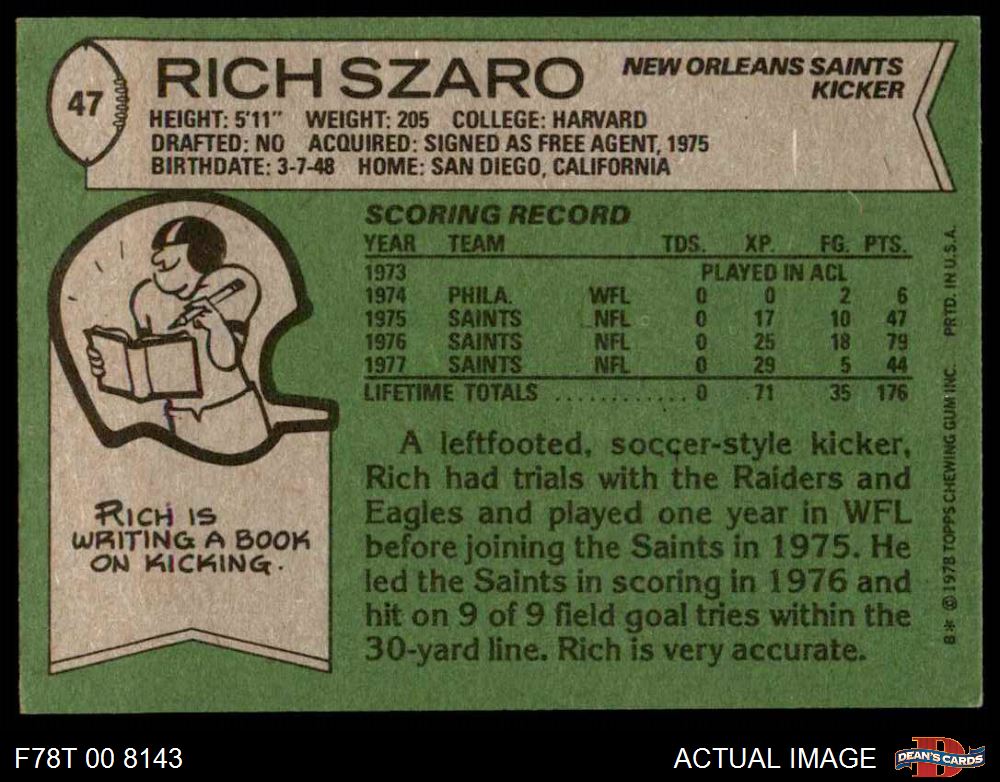 47
RICH SZARO
NEW ORLEANS SAINTS
KICKER
HEIGHT: 5'11" WEIGHT: 205 COLLEGE: HARVARD
DRAFTED: NO ACQUIRED: SIGNED AS FREE AGENT, 1975
BIRTHDATE: 3-7-48 HOME: SAN DIEGO, CALIFORNIA
SCORING RECORD
YEAR TEAM TDS. XP. FG. PTS.
1973 PLAYED IN ACL
1974 PHILA. WFL 0 0 2 6
1975 SAINTS NFL 0 17 10 47
1976 SAINTS NFL 0 25 18 79
1977 SAINTS NFL 0 29 5 44
LIFETIME TOTALS ............ 0 71 35 176
A leftfooted, soccer-style kicker,
Rich had trials with the Raiders and
Eagles and played one year in WFL
before joining the Saints in 1975. He
led the Saints in scoring in 1976 and
hit on 9 of 9 field goal tries within the
30-yard line. Rich is very accurate.
RICH IS
WRITING A BOOK
ON KICKING.
B* © 1978 TOPPS CHEWING GUM INC. PRTD. IN U.S.A.
F78T 00 8143
ACTUAL IMAGE
D
DEAN'S CARDS